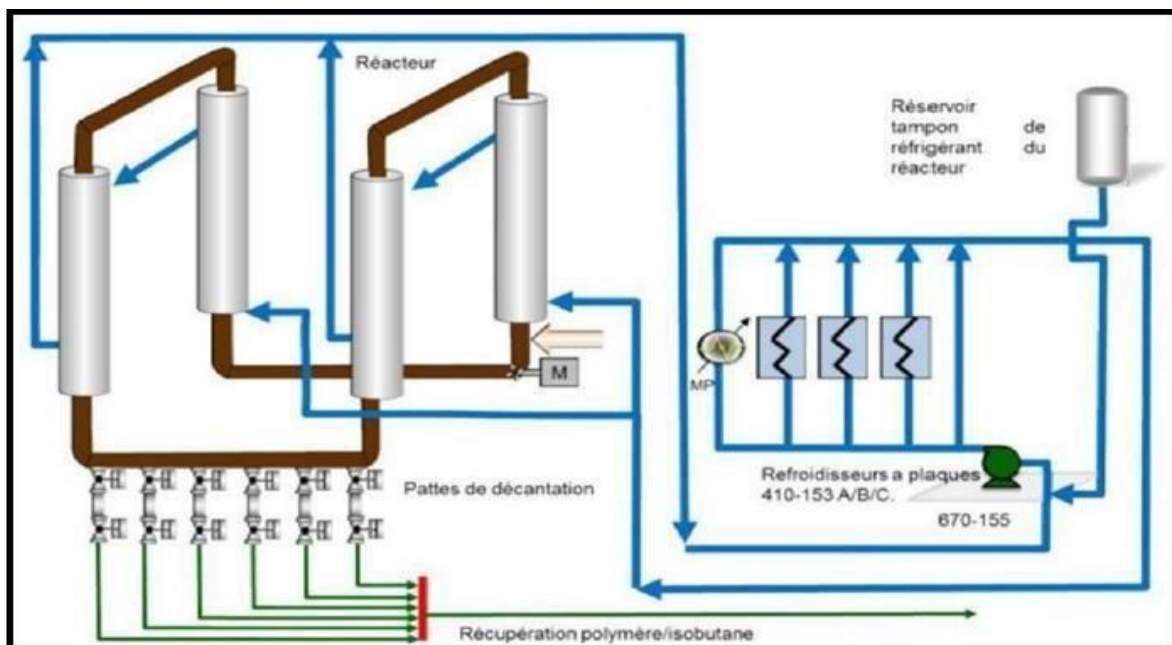 Réacteur
Réservoir
tampon de
réfrigérant du
réacteur
MP
M
Pattes de décantation
Refroidisseurs a plaques
410-153 A/B/C.
670-155
Récupération polymère/isobutane